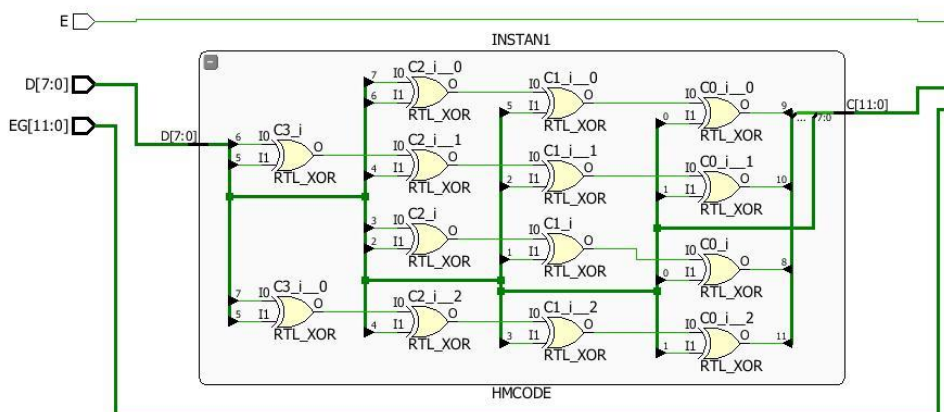 E
INSTAN1
D[7:0]
EG[11:0]
D[7:0]
C[11:0]
6 I0 C3_i O
5 I1
RTL_XOR
7 I0 C3_i__0 O
5 I1
RTL_XOR
7 I0 C2_i__0 O
6 I1
RTL_XOR
I0 C2_i__1 O
4 I1
RTL_XOR
3 I0 C2_i O
2 I1
RTL_XOR
I0 C2_i__2 O
4 I1
RTL_XOR
I0 C1_i__0 O
5 I1
RTL_XOR
I0 C1_i__1 O
2 I1
RTL_XOR
I0 C1_i O
1 I1
RTL_XOR
I0 C1_i__2 O
3 I1
RTL_XOR
I0 C0_i__0 O 9
0 I1
RTL_XOR
... 7:0
I0 C0_i__1 O 10
1 I1
RTL_XOR
I0 C0_i O 8
0 I1
RTL_XOR
I0 C0_i__2 O 11
1 I1
RTL_XOR
HMCODE